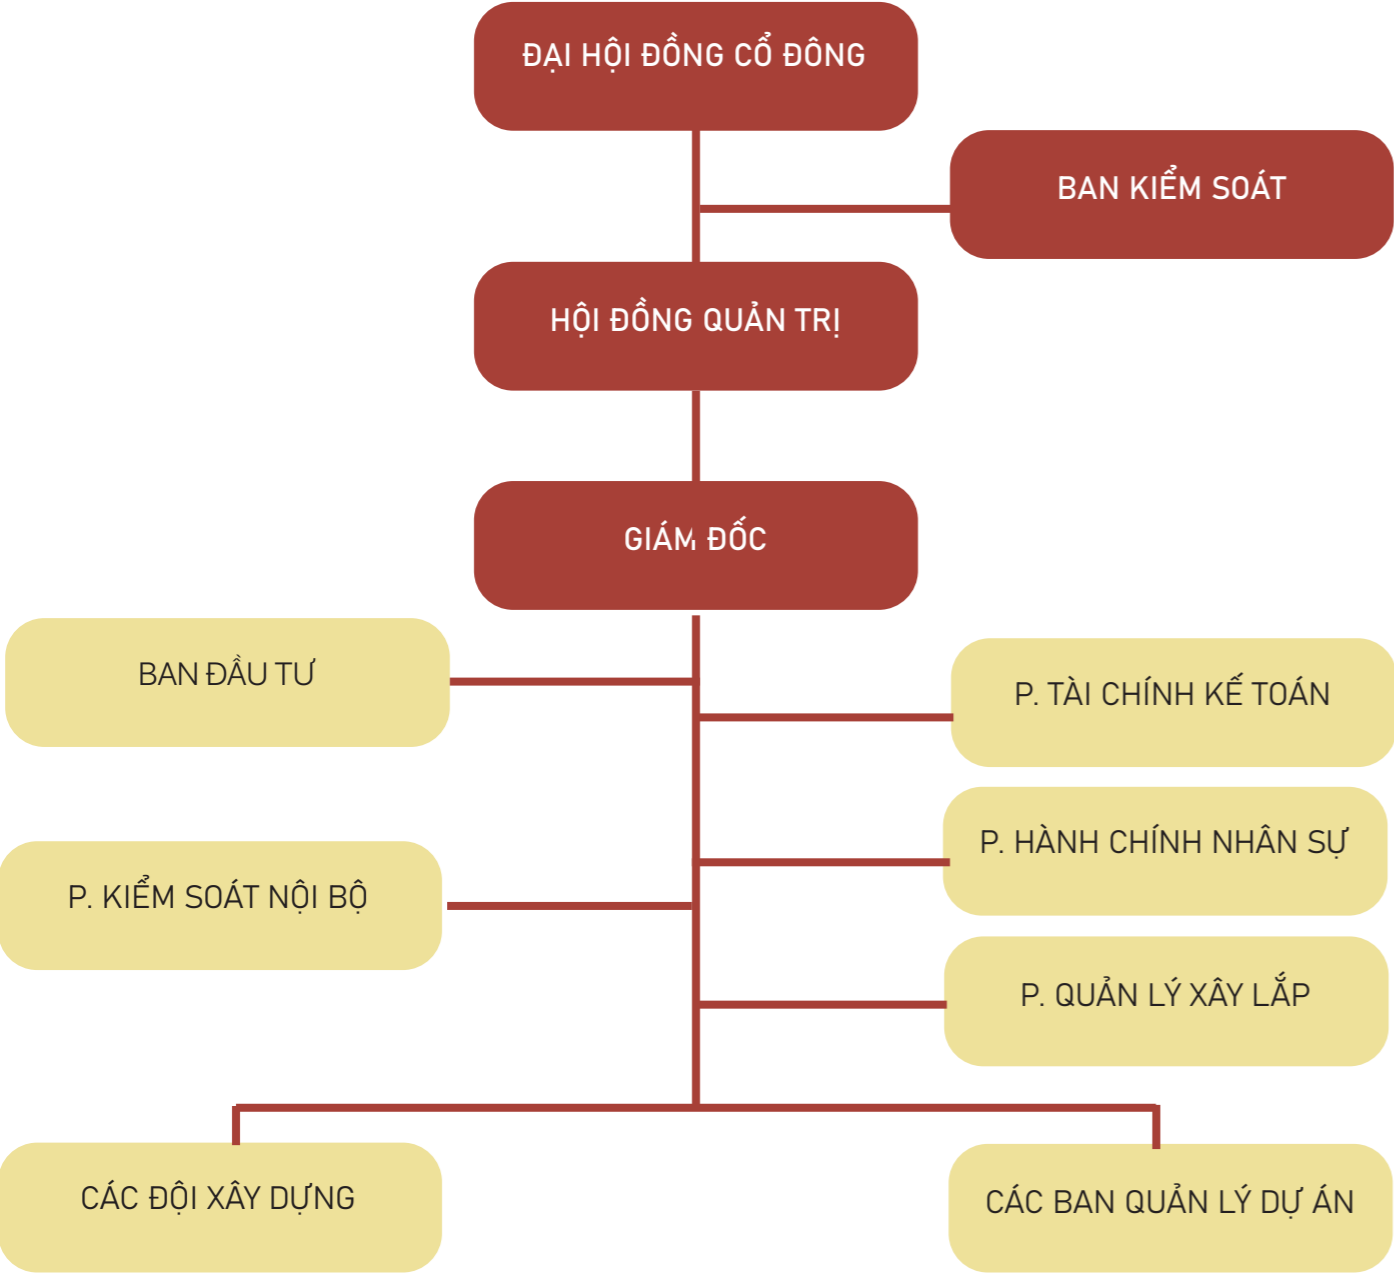 ĐẠI HỘI ĐỒNG CỔ ĐÔNG
BAN KIỂM SOÁT
HỘI ĐỒNG QUẢN TRỊ
GIÁM ĐỐC
BAN ĐẦU TƯ
P. TÀI CHÍNH KẾ TOÁN
P. HÀNH CHÍNH NHÂN SỰ
P. KIỂM SOÁT NỘI BỘ
P. QUẢN LÝ XÂY LẮP
CÁC ĐỘI XÂY DỰNG
CÁC BAN QUẢN LÝ DỰ ÁN